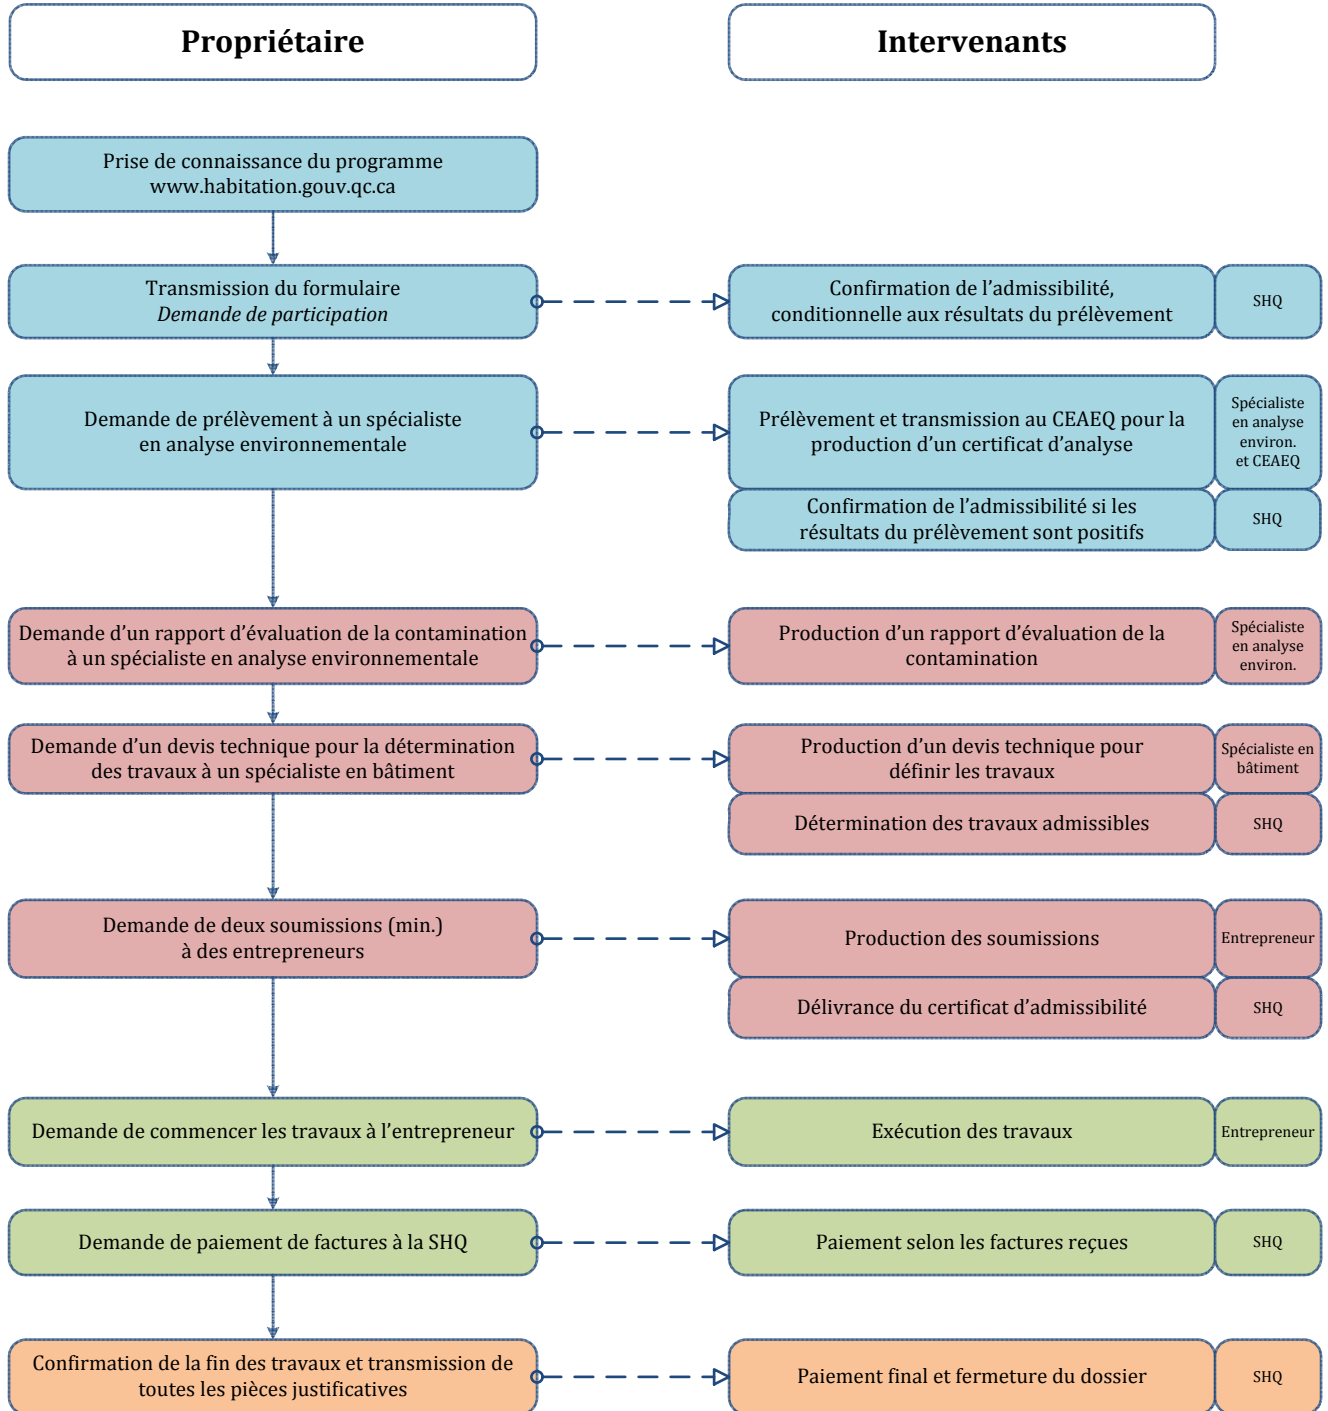 Propriétaire
Intervenants
Prise de connaissance du programme
www.habitation.gouv.qc.ca
Transmission du formulaire
Demande de participation
Confirmation de l’admissibilité,
conditionnelle aux résultats du prélèvement
SHQ
Demande de prélèvement à un spécialiste
en analyse environnementale
Prélèvement et transmission au CEAEQ pour la
production d’un certificat d’analyse
Spécialiste
en analyse
environ.
et CEAEQ
Confirmation de l’admissibilité si les
résultats du prélèvement sont positifs
SHQ
Demande d’un rapport d’évaluation de la contamination
à un spécialiste en analyse environnementale
Production d’un rapport d’évaluation de la
contamination
Spécialiste
en analyse
environ.
Demande d’un devis technique pour la détermination
des travaux à un spécialiste en bâtiment
Production d’un devis technique pour
définir les travaux
Spécialiste en
bâtiment
Détermination des travaux admissibles
SHQ
Demande de deux soumissions (min.)
à des entrepreneurs
Production des soumissions
Entrepreneur
Délivrance du certificat d’admissibilité
SHQ
Demande de commencer les travaux à l’entrepreneur
Exécution des travaux
Entrepreneur
Demande de paiement de factures à la SHQ
Paiement selon les factures reçues
SHQ
Confirmation de la fin des travaux et transmission de
toutes les pièces justificatives
Paiement final et fermeture du dossier
SHQ